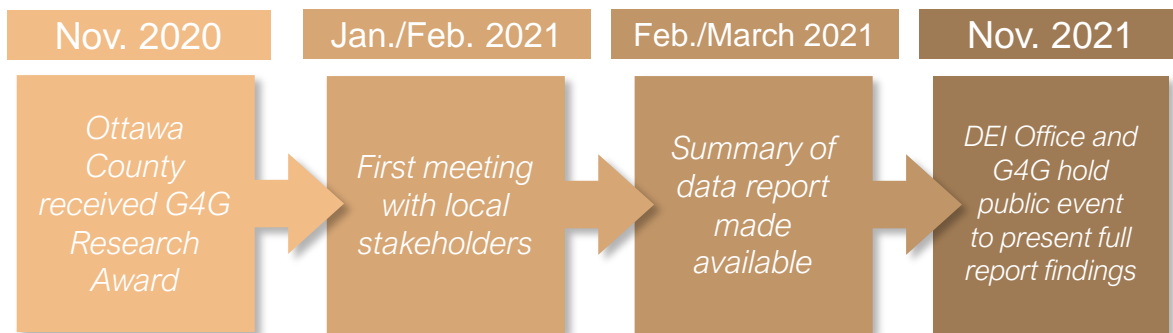 Nov. 2020
Jan./Feb. 2021
Feb./March 2021
Nov. 2021
Ottawa
County
received G4G
Research
Award
First meeting
with local
stakeholders
Summary of
data report
made
available
DEI Office and
G4G hold
public event
to present full
report findings